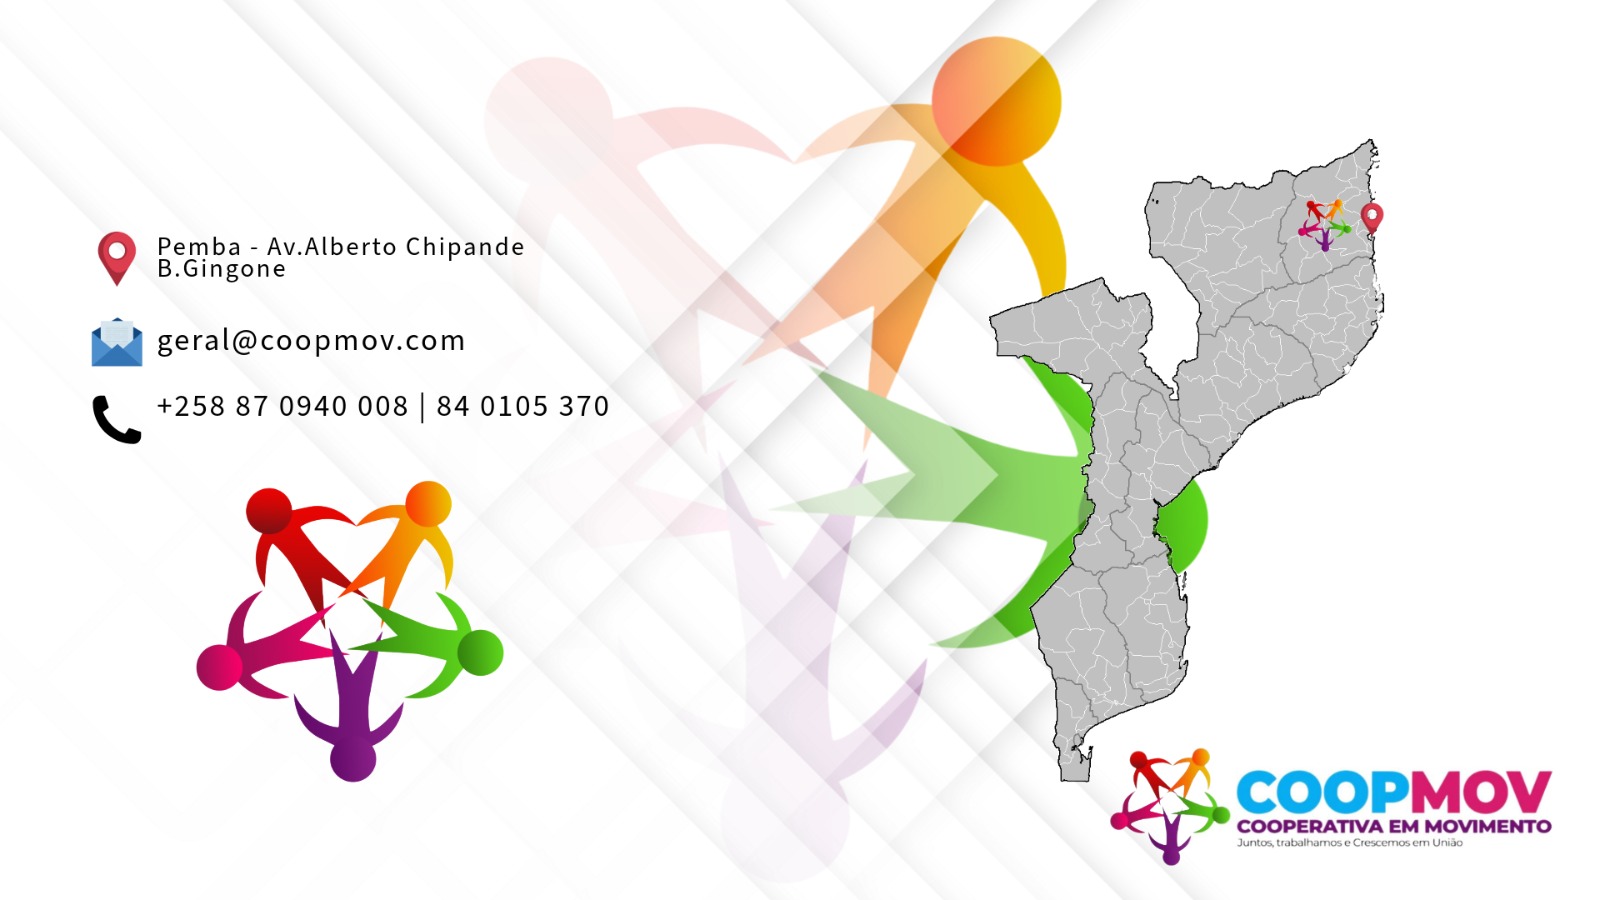 Pemba - Av.Alberto Chipande
B.Gingone
geral@coopmov.com
+258 87 0940 008 | 84 0105 370
COOPMOV
COOPERATIVA EM MOVIMENTO
Juntos, trabalhamos e Crescemos em União